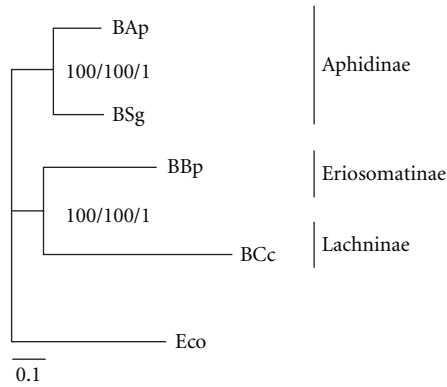 BAp
100/100/1
Aphidinae
BSg
BBp
Eriosomatinae
100/100/1
Lachninae
BCc
Eco
0.1